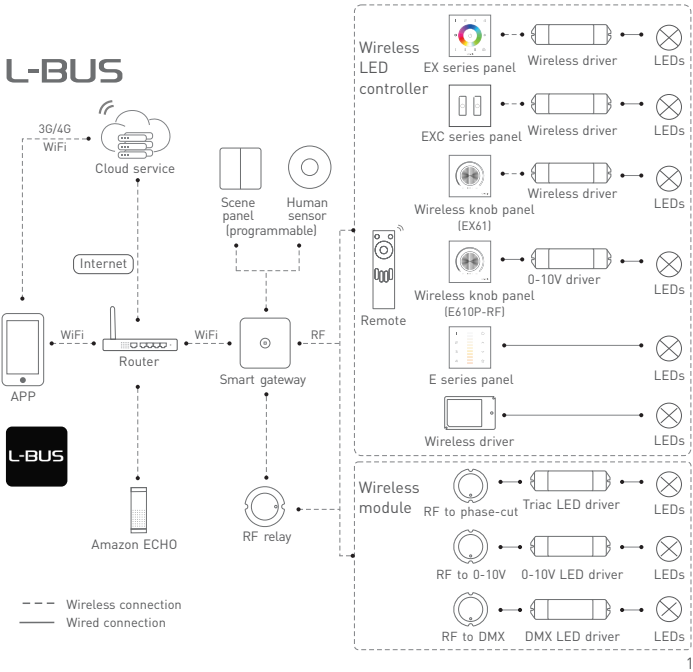 L-BUS
3G/4G
WiFi
Cloud service
Internet
Scene
panel
Human
sensor
(programmable)
WiFi
WiFi
RF
APP
Router
Smart gateway
L-BUS
Amazon ECHO
RF relay
Wireless connection
Wired connection
Wireless
LED
controller
EX series panel
Wireless driver
LEDs
EXC series panel
Wireless driver
LEDs
Wireless knob panel
(EX61)
Wireless driver
LEDs
Remote
Wireless knob panel
(E610P-RF)
0-10V driver
LEDs
E series panel
LEDs
Wireless driver
LEDs
Wireless
module
RF to phase-cut
Triac LED driver
LEDs
RF to 0-10V
0-10V LED driver
LEDs
RF to DMX
DMX LED driver
LEDs
1